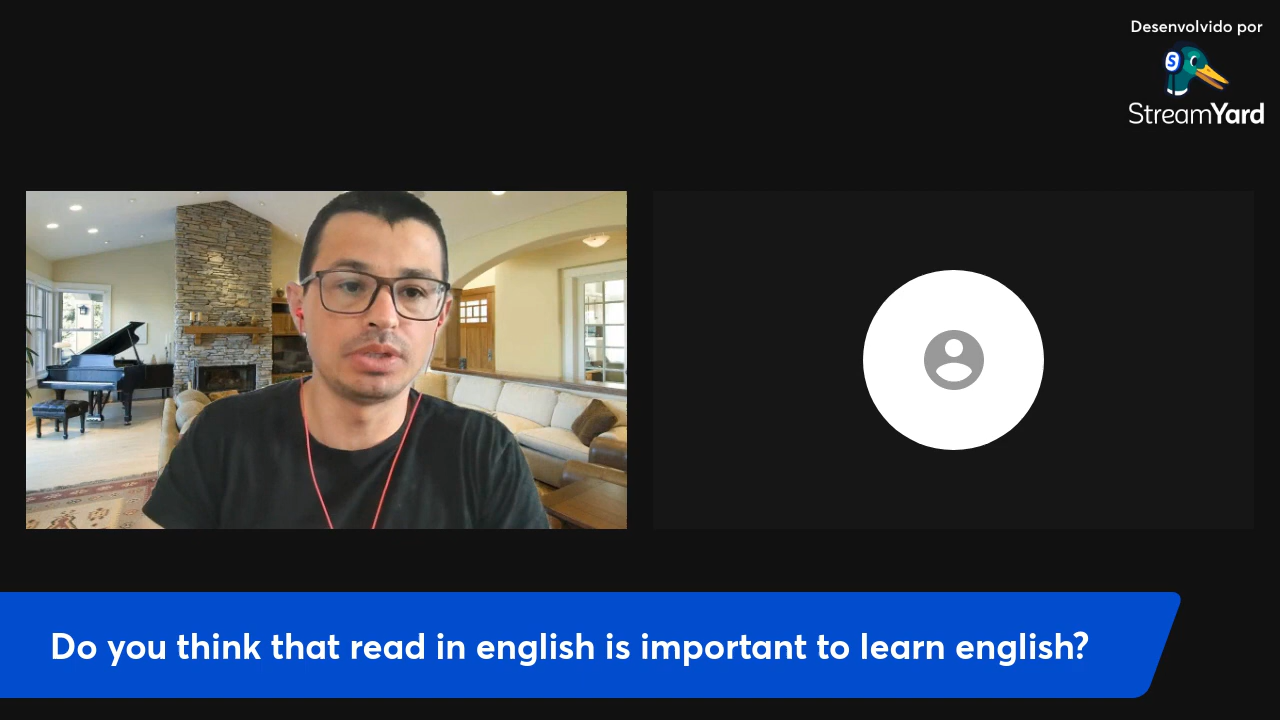 Desenvolvido por
S
StreamYard
Do you think that read in english is important to learn english?